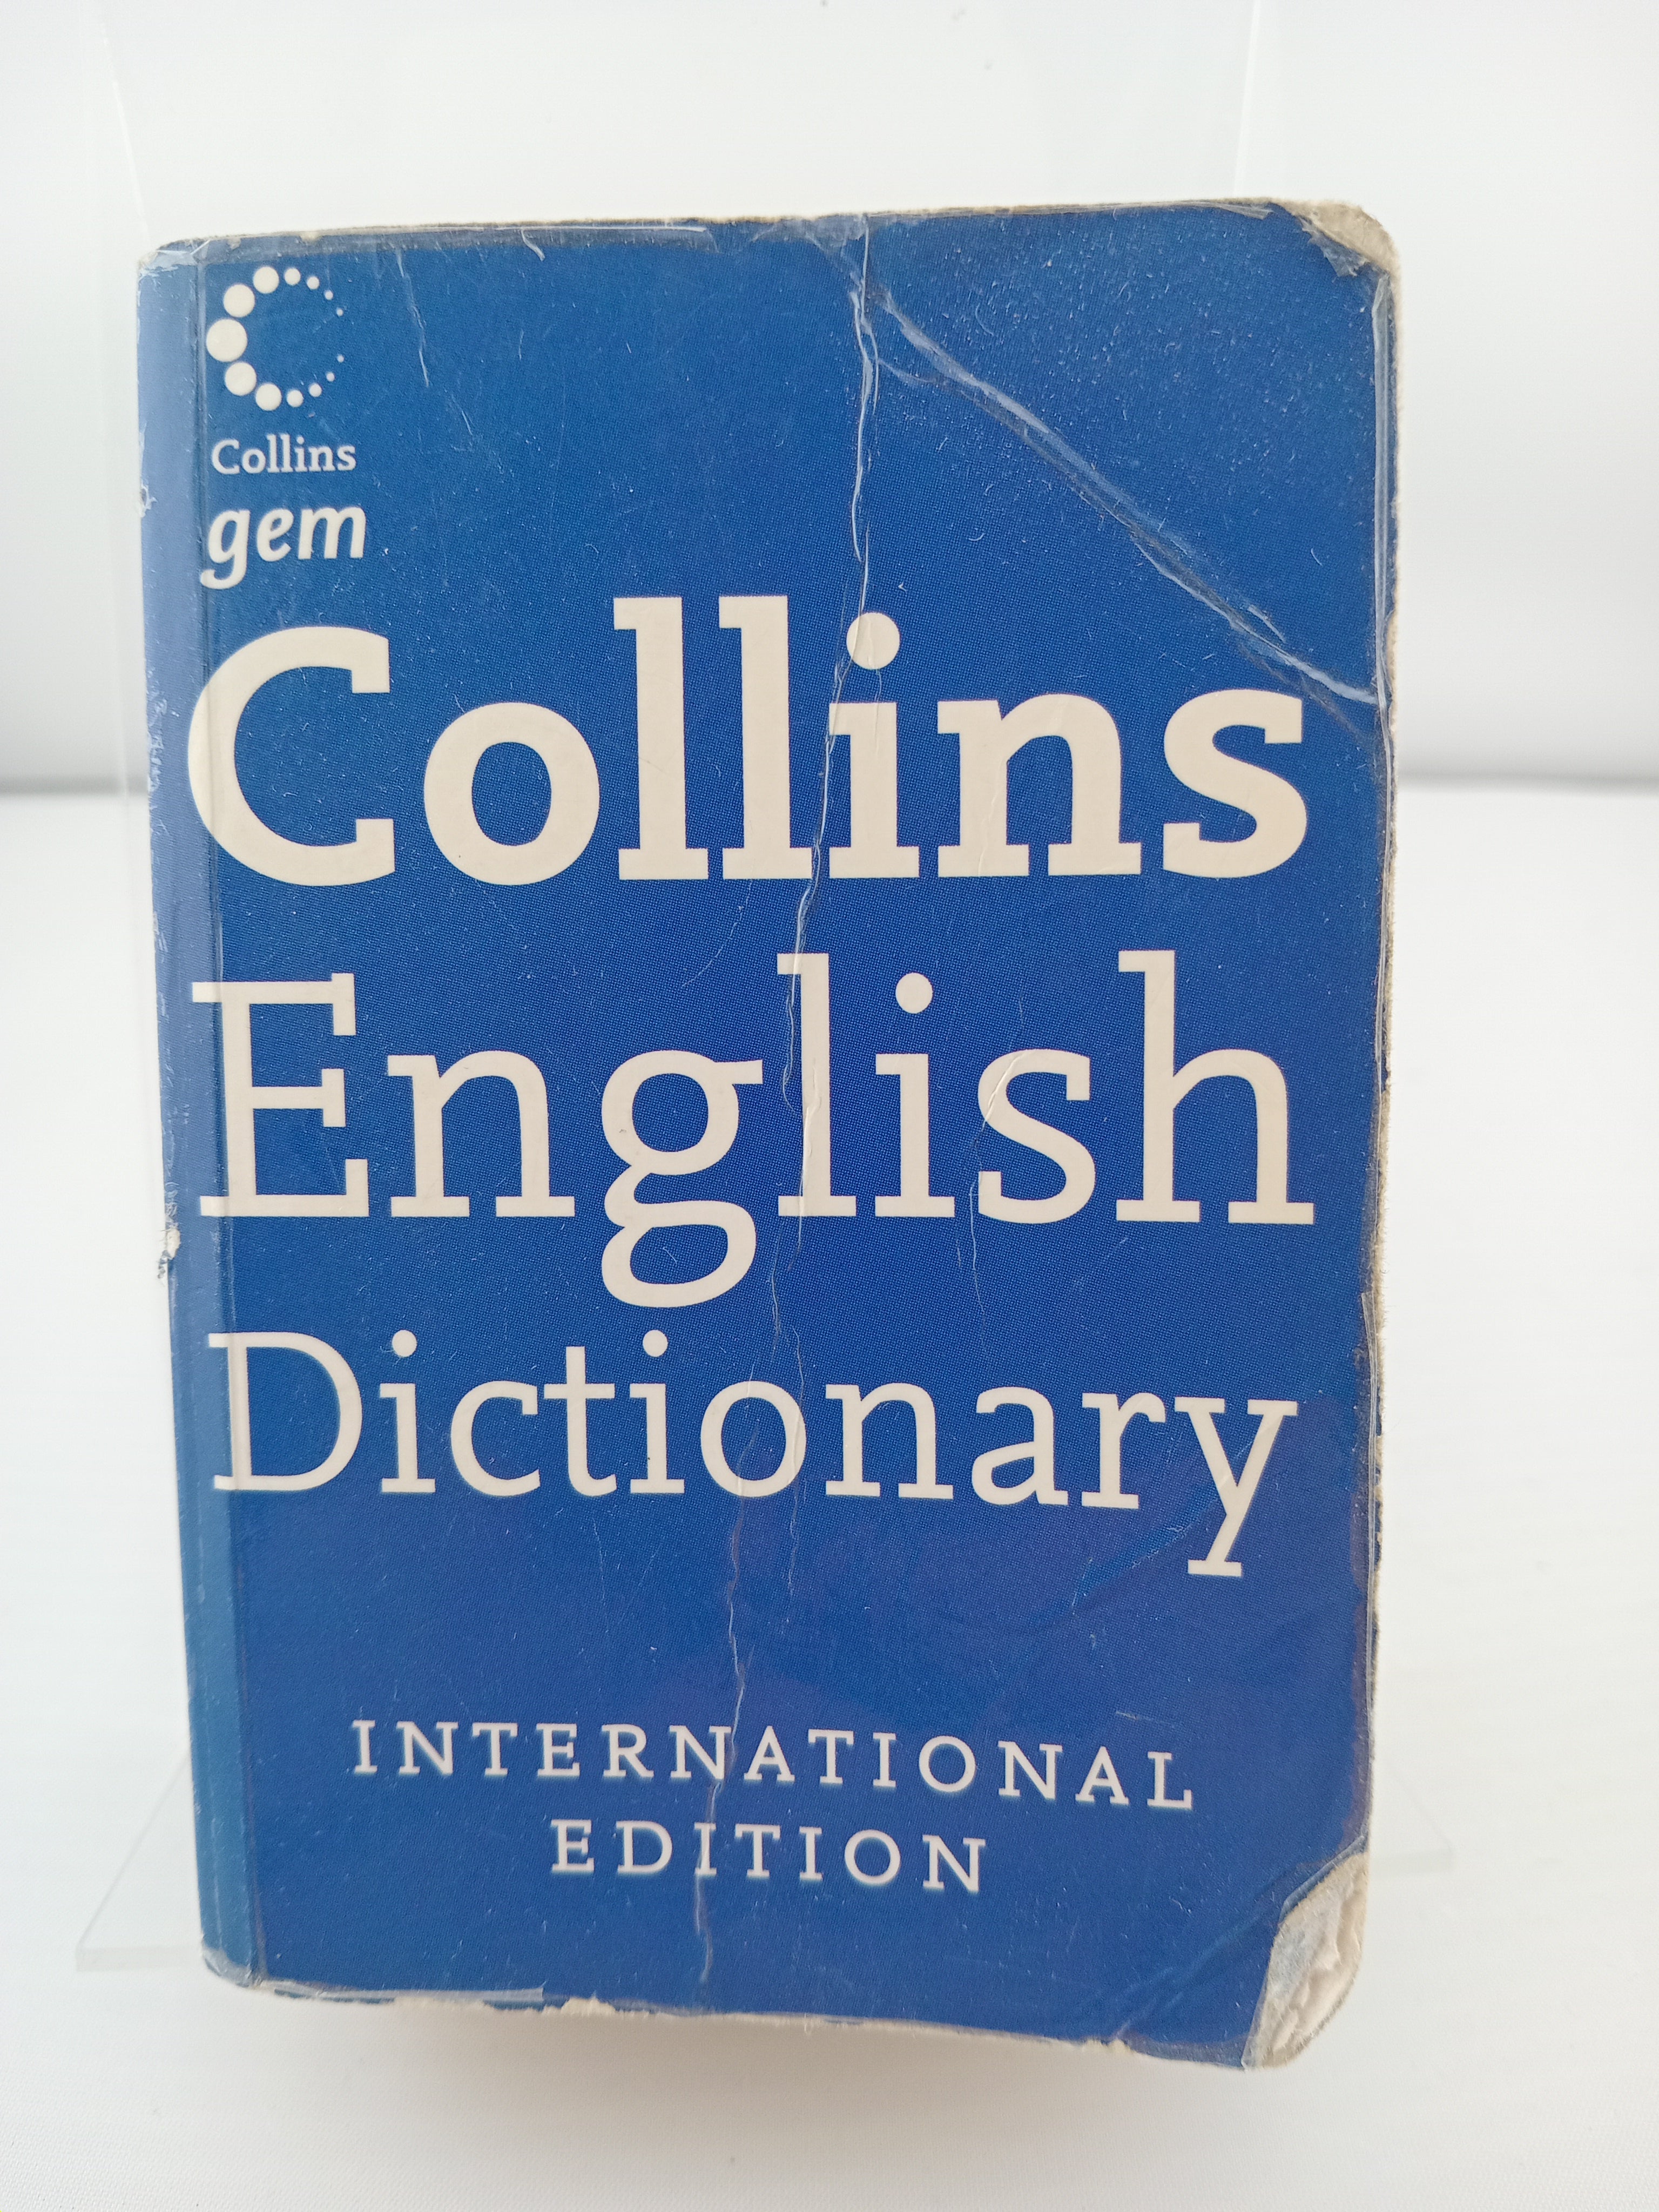 Collins
gem
Collins
English
Dictionary
INTERNATIONAL
EDITION